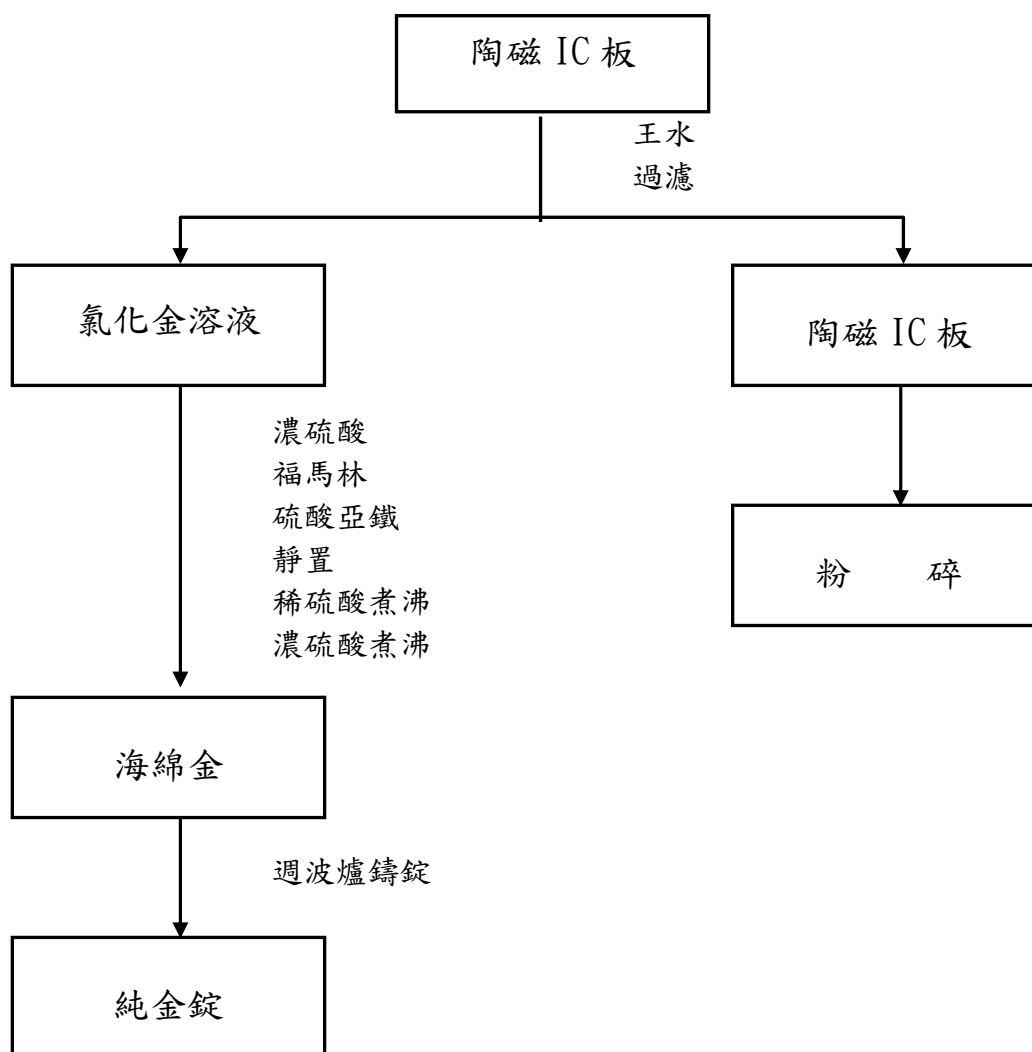 陶磁 IC 板
王水
過濾
氯化金溶液
陶磁 IC 板
濃硫酸
福馬林
硫酸亞鐵
靜置
稀硫酸煮沸
濃硫酸煮沸
粉 碎
海綿金
週波爐鑄錠
純金錠